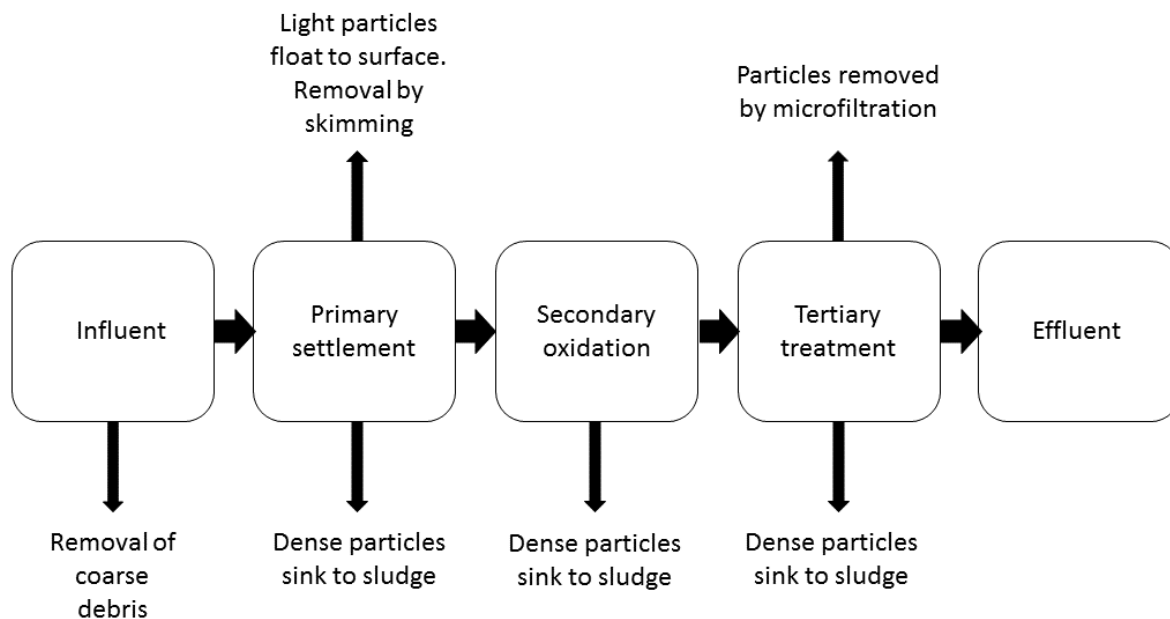 Light particles
float to surface.
Removal by
skimming
Particles removed
by microfiltration
Influent
Primary
settlement
Secondary
oxidation
Tertiary
treatment
Effluent
Removal of
coarse
debris
Dense particles
sink to sludge
Dense particles
sink to sludge
Dense particles
sink to sludge